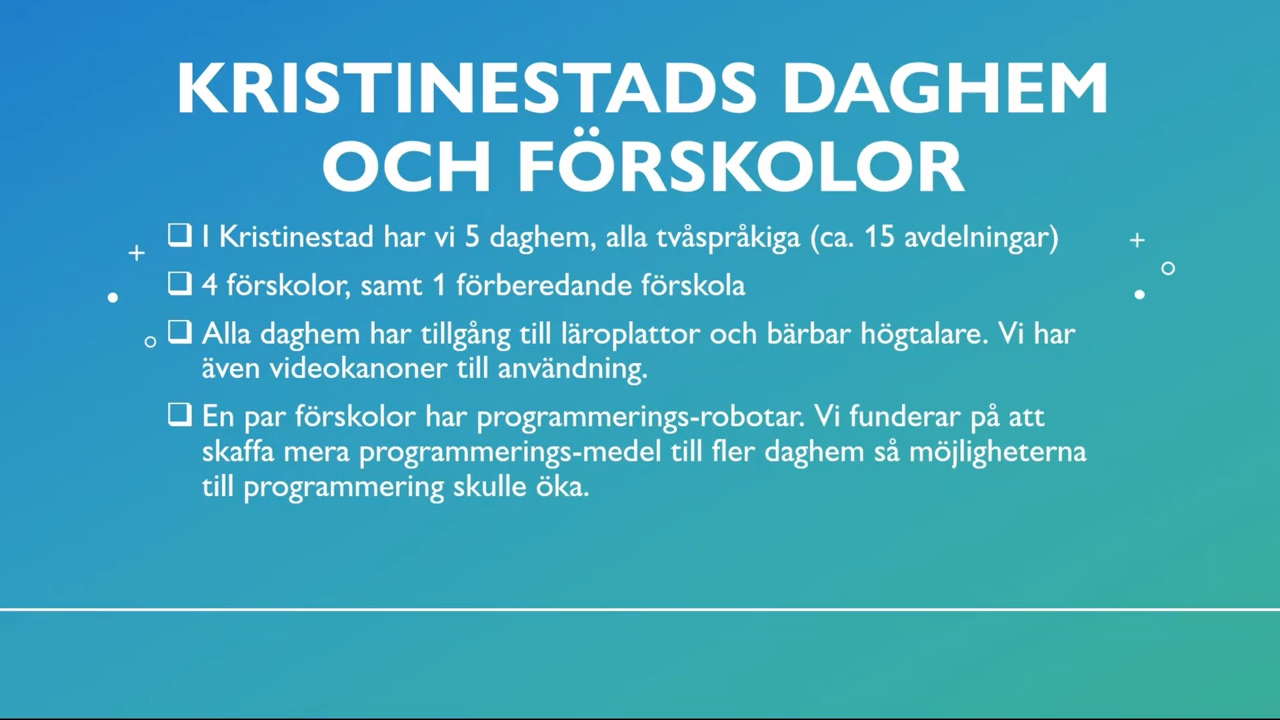 KRISTINESTADS DAGHEM
OCH FÖRSKOLOR
❑ I Kristinestad har vi 5 daghem, alla tvåspråkiga (ca. 15 avdelningar)
❑ 4 förskolor, samt 1 förberedande förskola
❑ Alla daghem har tillgång till läroplattor och bärbar högtalare. Vi har
även videokanoner till användning.
❑ En par förskolor har programmerings-robotar. Vi funderar på att
skaffa mera programmerings-medel till fler daghem så möjligheterna
till programmering skulle öka.